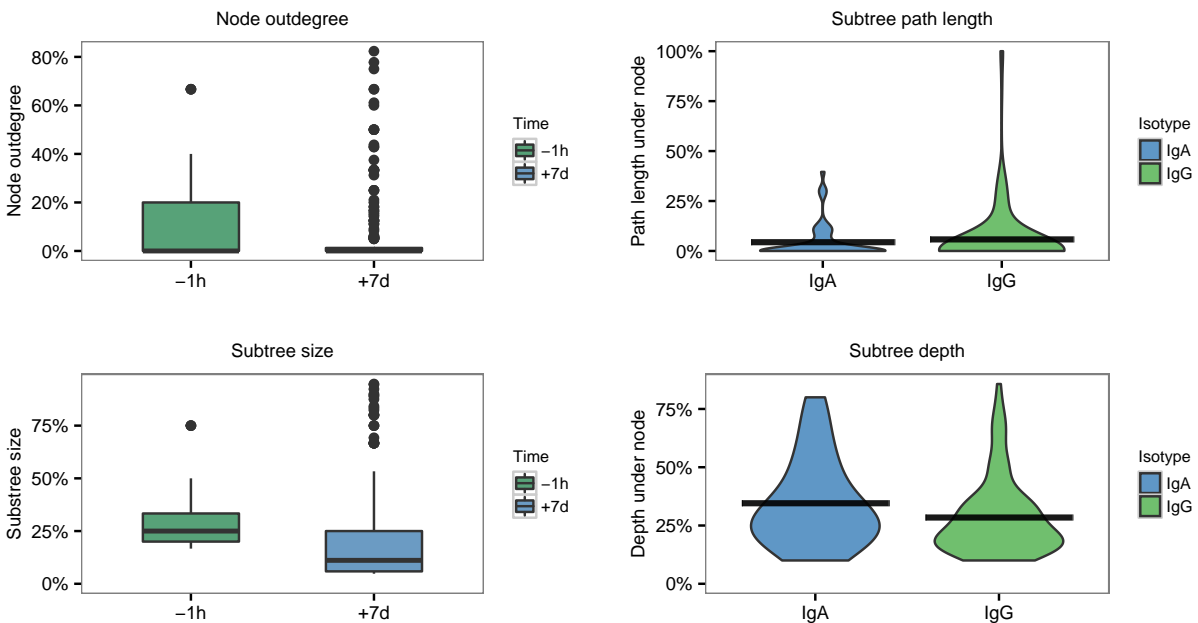 Node outdegree
Node outdegree
80%
60%
40%
20%
0%
−1h
+7d
Time
−1h
+7d
Subtree path length
Path length under node
100%
75%
50%
25%
0%
IgA
IgG
Isotype
IgA
IgG
Subtree size
Substree size
75%
50%
25%
0%
−1h
+7d
Time
−1h
+7d
Subtree depth
Depth under node
75%
50%
25%
0%
IgA
IgG
Isotype
IgA
IgG